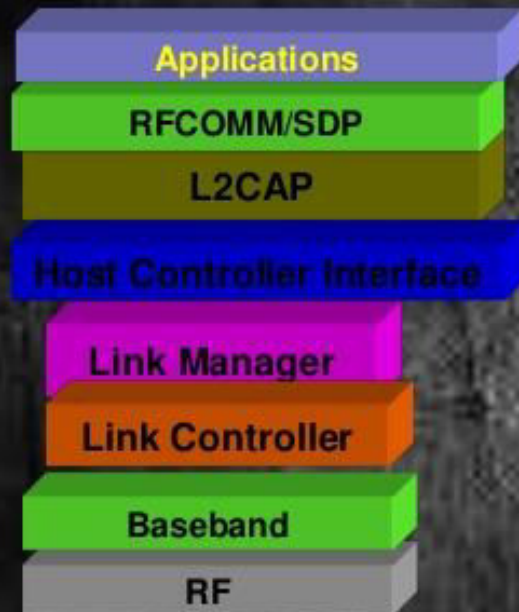 Applications
RFCOMM/SDP
L2CAP
Host Controller Interface
Link Manager
Link Controller
Baseband
RF